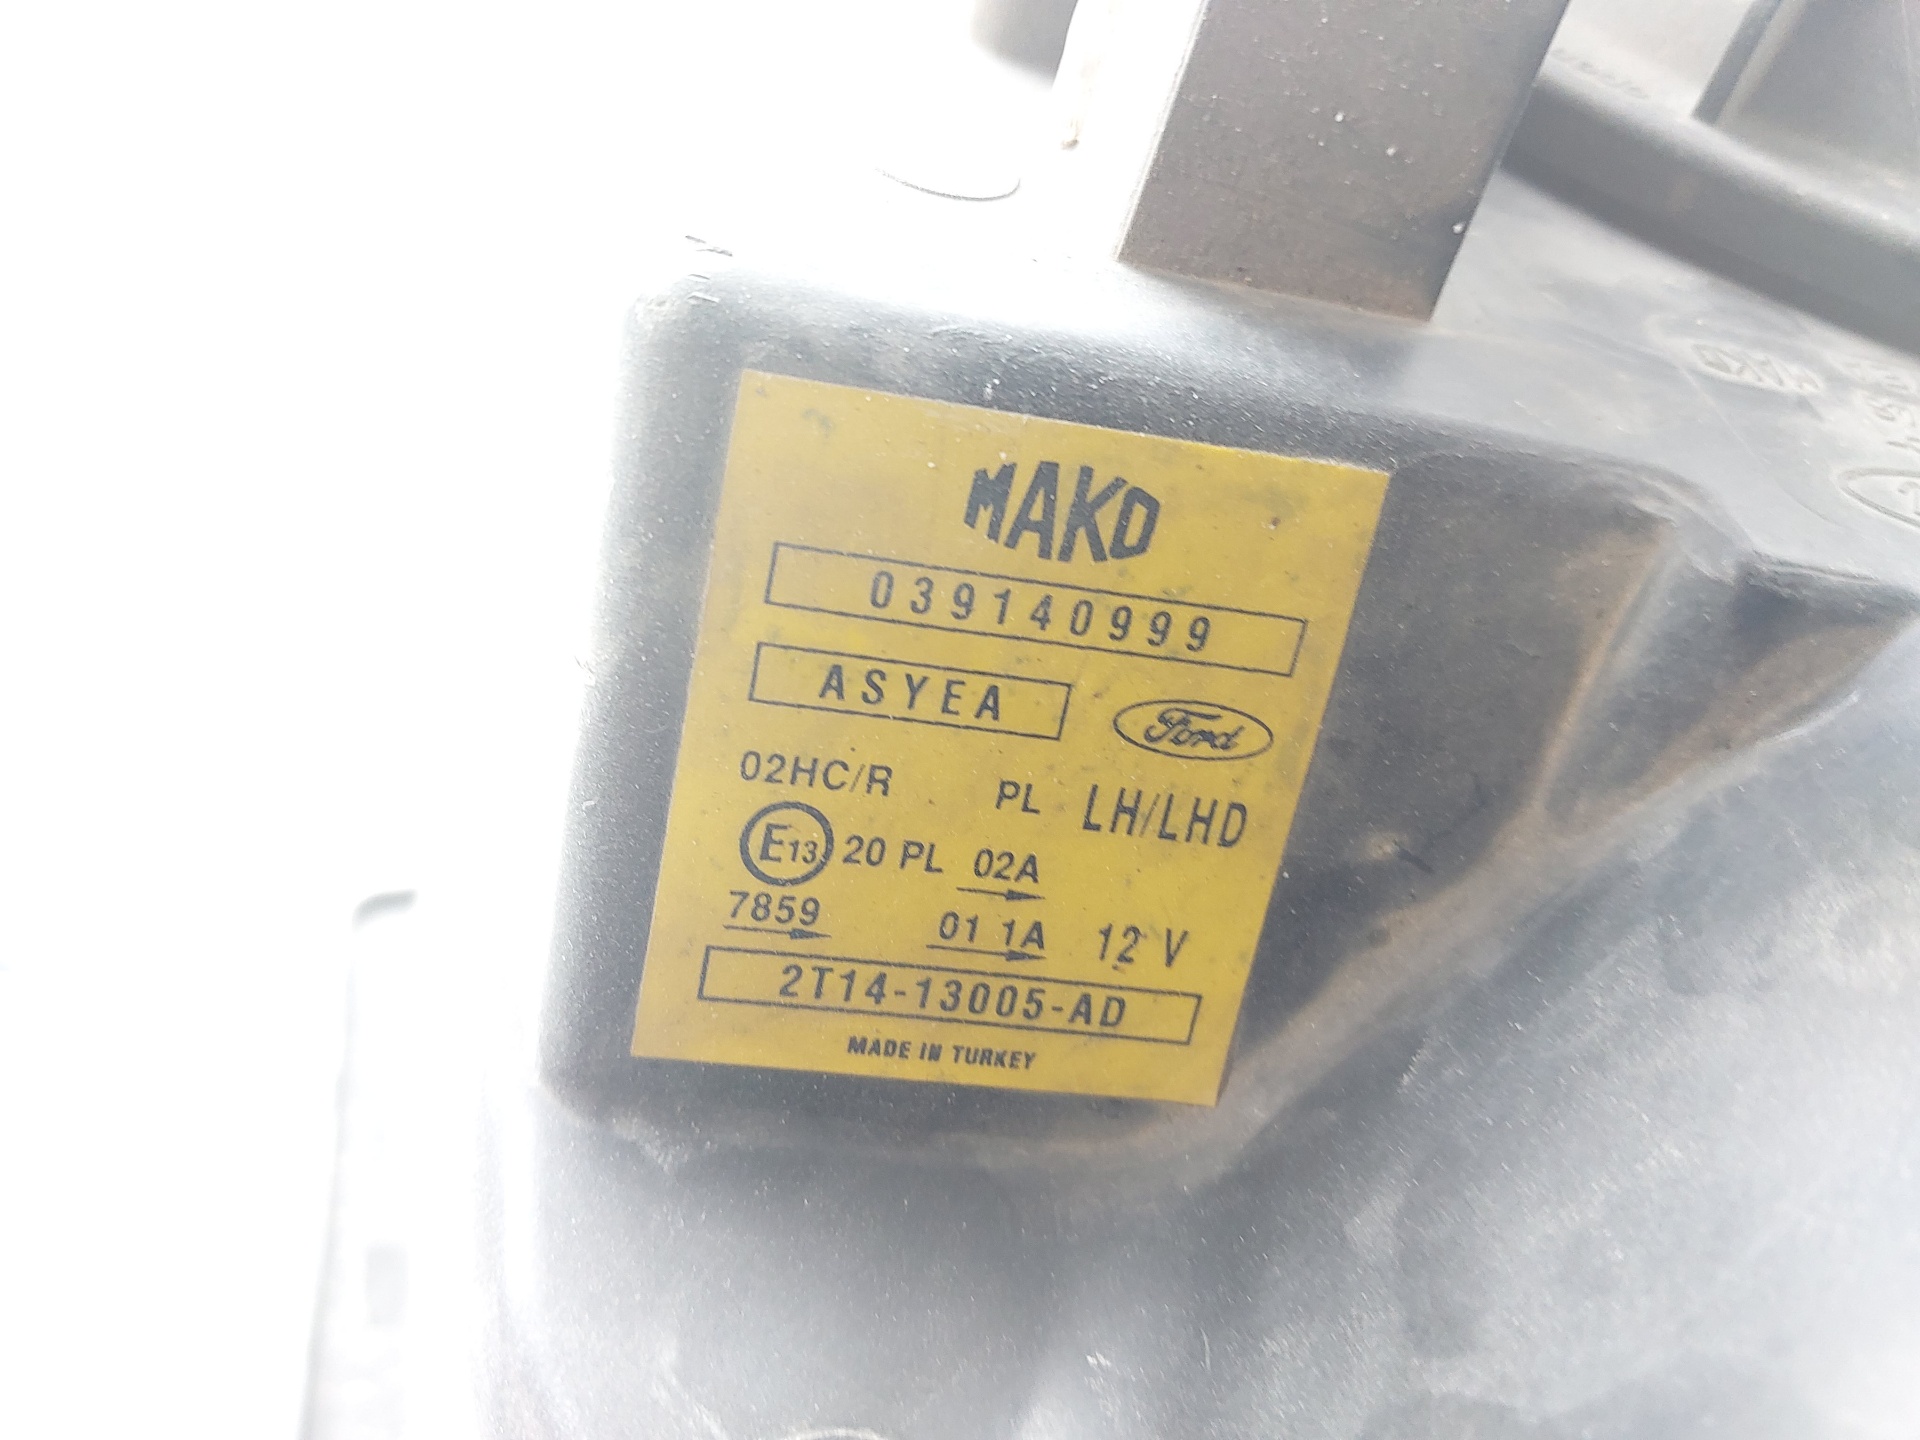 MAKO
039140999
ASYEA
Ford
02HC/R PL LH/LHD
E13 20 PL 02A
7859 01 1A 12 V
2T14-13005-AD
MADE IN TURKEY